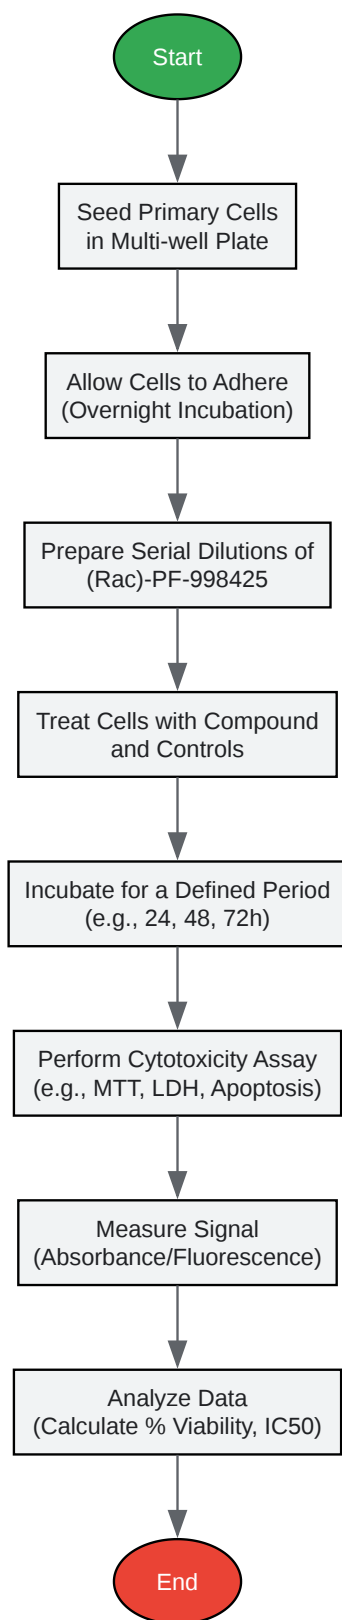 Start
Seed Primary Cells
in Multi-well Plate
Allow Cells to Adhere
(Overnight Incubation)
Prepare Serial Dilutions of
(Rac)-PF-998425
Treat Cells with Compound
and Controls
Incubate for a Defined Period
(e.g., 24, 48, 72h)
Perform Cytotoxicity Assay
(e.g., MTT, LDH, Apoptosis)
Measure Signal
(Absorbance/Fluorescence)
Analyze Data
(Calculate % Viability, IC50)
End